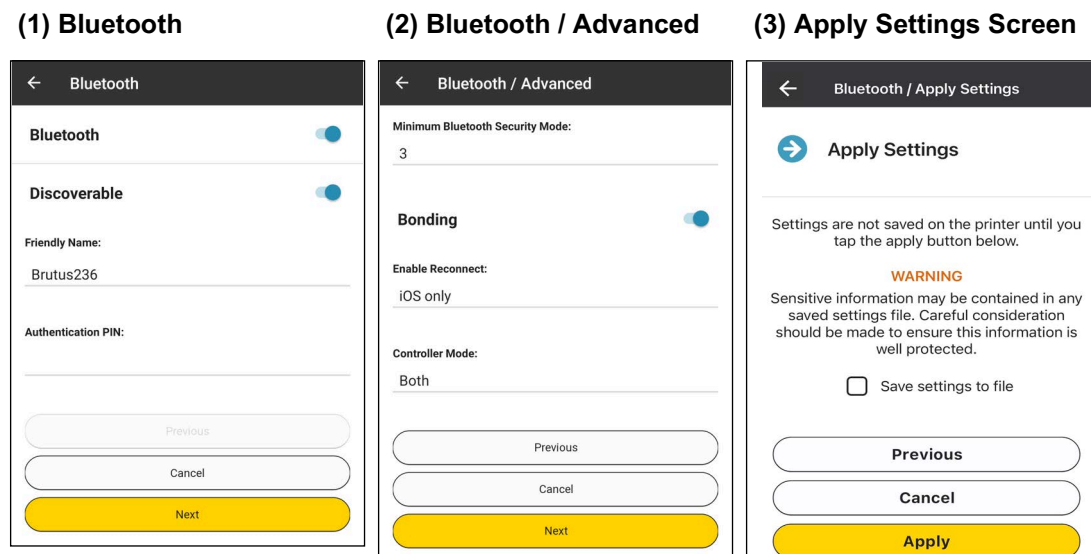 (1) Bluetooth
Bluetooth
Bluetooth
Discoverable
Friendly Name:
Brutus236
Authentication PIN:
Previous
Cancel
Next
(2) Bluetooth / Advanced
Bluetooth / Advanced
Minimum Bluetooth Security Mode:
3
Bonding
Enable Reconnect:
iOS only
Controller Mode:
Both
Previous
Cancel
Next
(3) Apply Settings Screen
Bluetooth / Apply Settings
Apply Settings
Settings are not saved on the printer until you
tap the apply button below.
WARNING
Sensitive information may be contained in any
saved settings file. Careful consideration
should be made to ensure this information is
well protected.
Save settings to file
Previous
Cancel
Apply